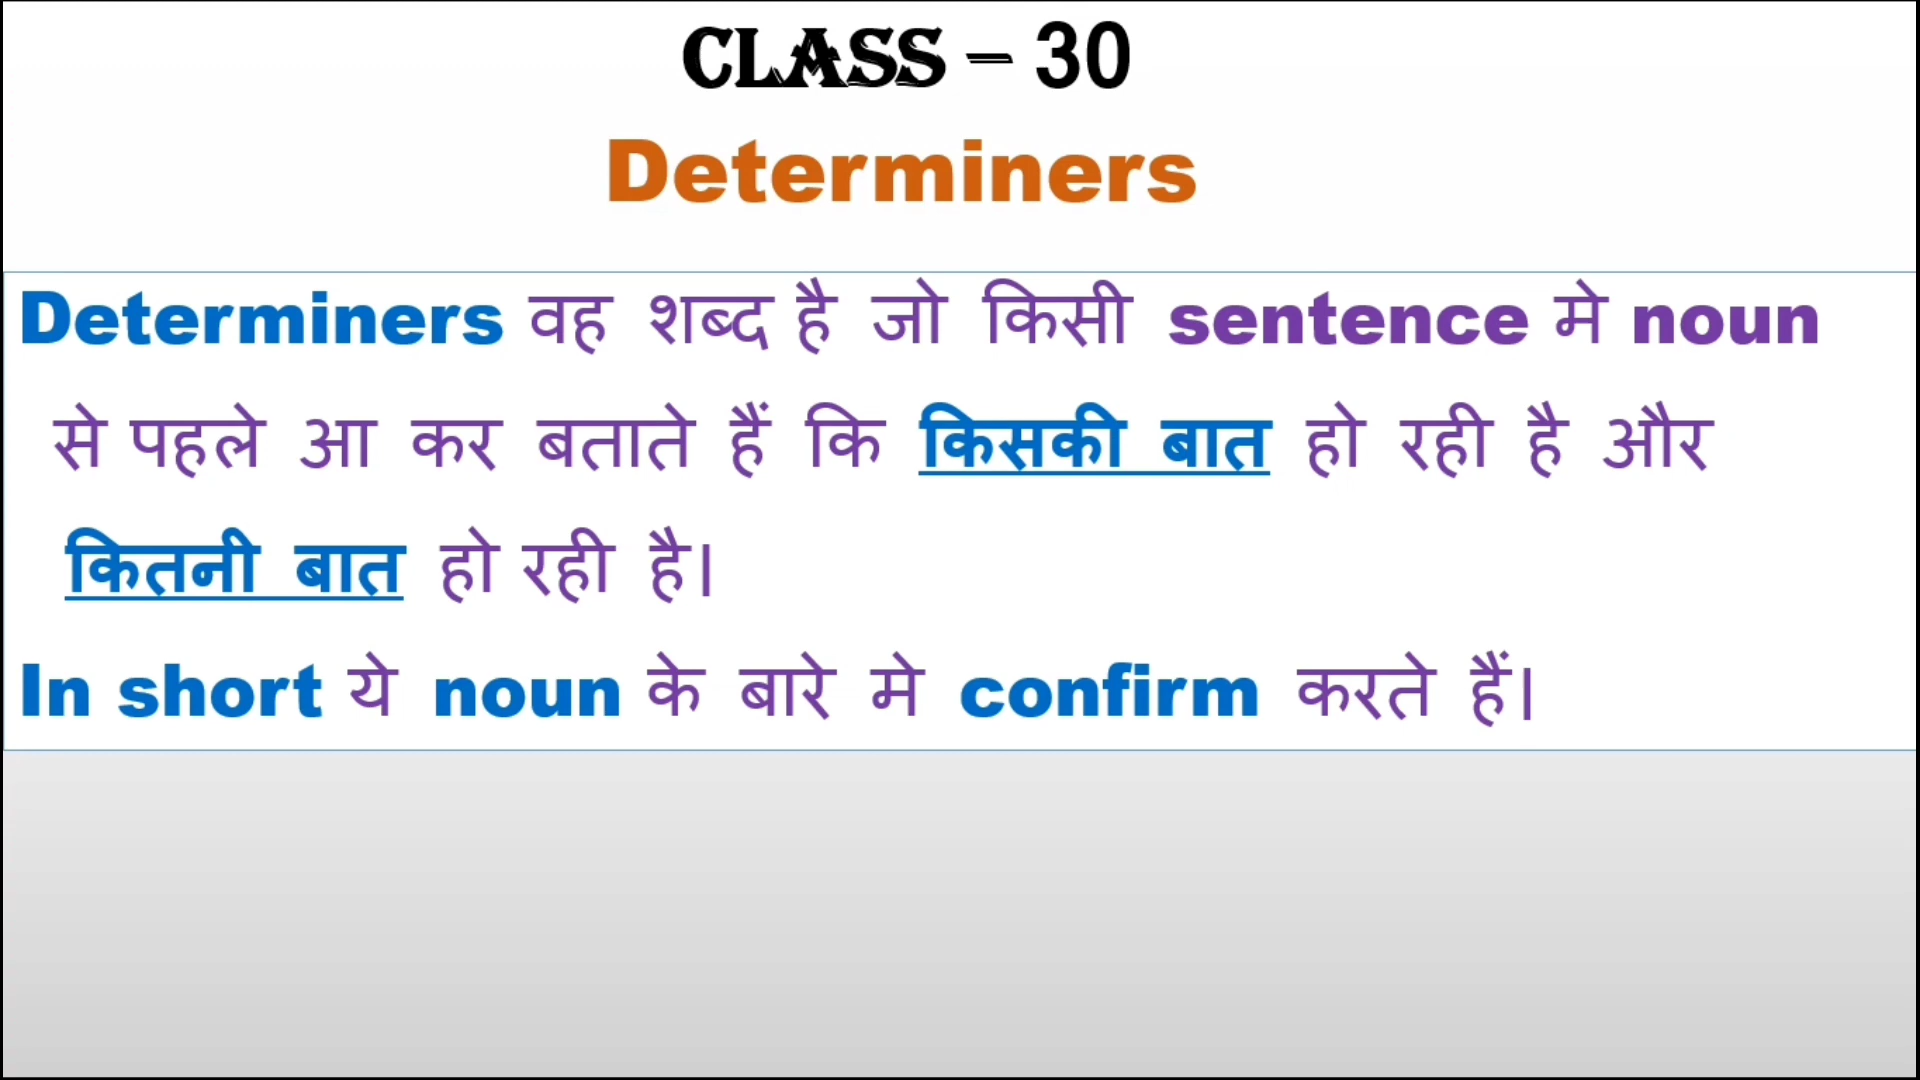 CLASS – 30
Determiners
Determiners वह शब्द है जो किसी sentence मे noun
से पहले आ कर बताते हैं कि किसकी बात हो रही है और
कितनी बात हो रही है।
In short ये noun के बारे मे confirm करते हैं।